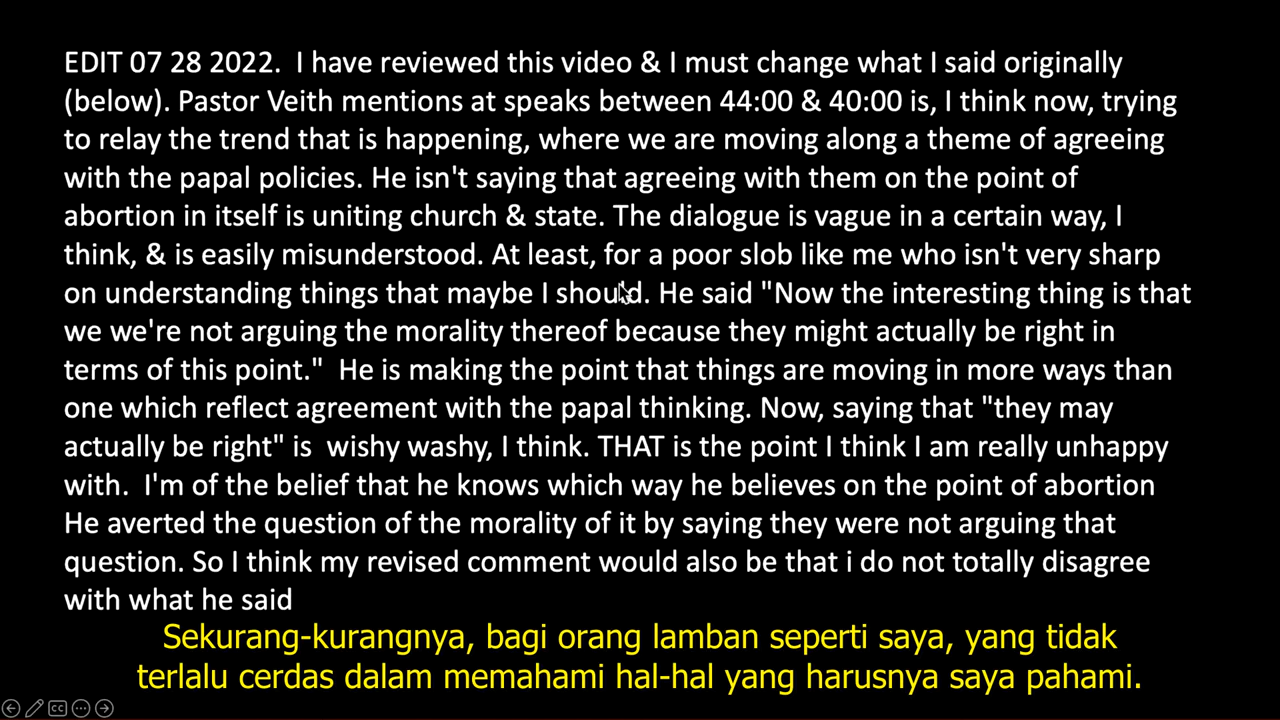 EDIT 07 28 2022.  I have reviewed this video & I must change what I said originally
(below). Pastor Veith mentions at speaks between 44:00 & 40:00 is, I think now, trying
to relay the trend that is happening, where we are moving along a theme of agreeing
with the papal policies. He isn't saying that agreeing with them on the point of
abortion in itself is uniting church & state. The dialogue is vague in a certain way, I
think, & is easily misunderstood. At least, for a poor slob like me who isn't very sharp
on understanding things that maybe I should. He said "Now the interesting thing is that
we we're not arguing the morality thereof because they might actually be right in
terms of this point."  He is making the point that things are moving in more ways than
one which reflect agreement with the papal thinking. Now, saying that "they may
actually be right" is  wishy washy, I think. THAT is the point I think I am really unhappy
with.  I'm of the belief that he knows which way he believes on the point of abortion
He averted the question of the morality of it by saying they were not arguing that
question. So I think my revised comment would also be that i do not totally disagree
with what he said
Sekurang-kurangnya, bagi orang lamban seperti saya, yang tidak
terlalu cerdas dalam memahami hal-hal yang harusnya saya pahami.